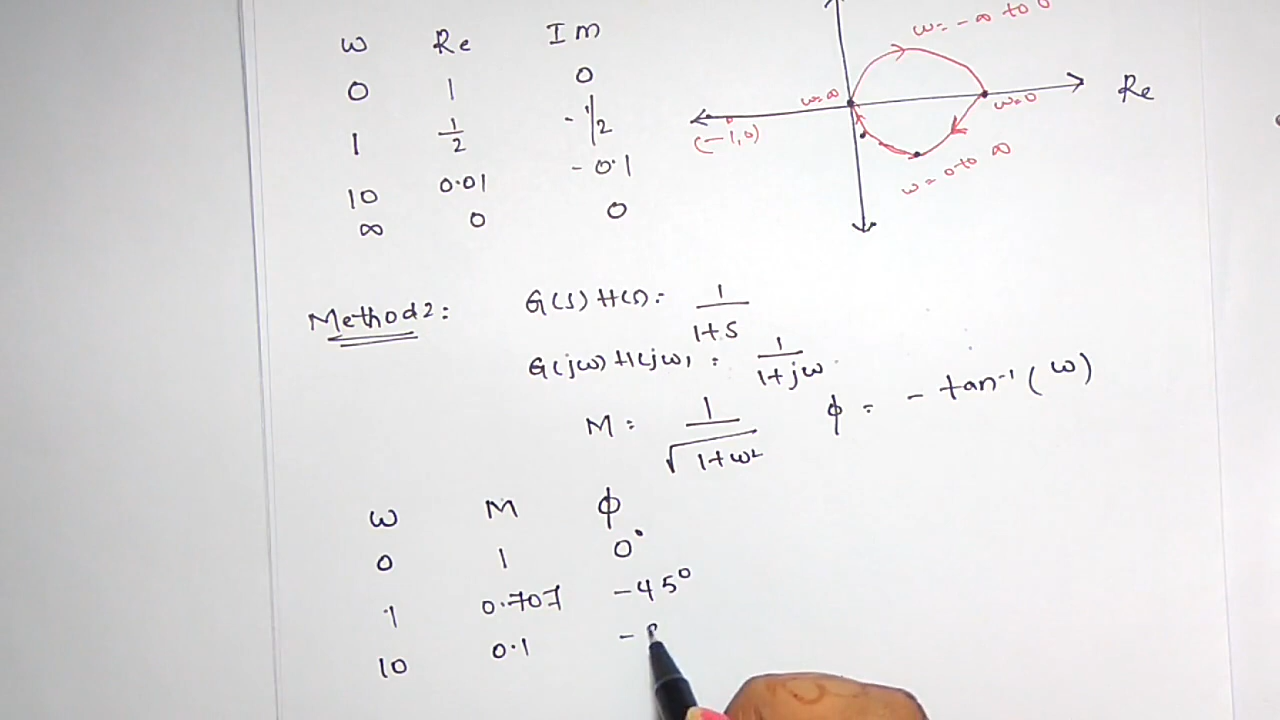 ω Re Im
0 1 0
1 1/2 -1/2
10 0.01 -0.1
∞ 0 0
ω = -∞ to 0
ω=∞
ω=0
Re
(-1,0)
ω = 0 to ∞
Method 2: G(s) H(s) = 1/(1+s)
G(jω) H(jω) = 1/(1+jω)
M = 1/√(1+ω²) φ = - tan⁻¹(ω)
ω M φ
0 1 0°
1 0.707 -45°
10 0.1 -